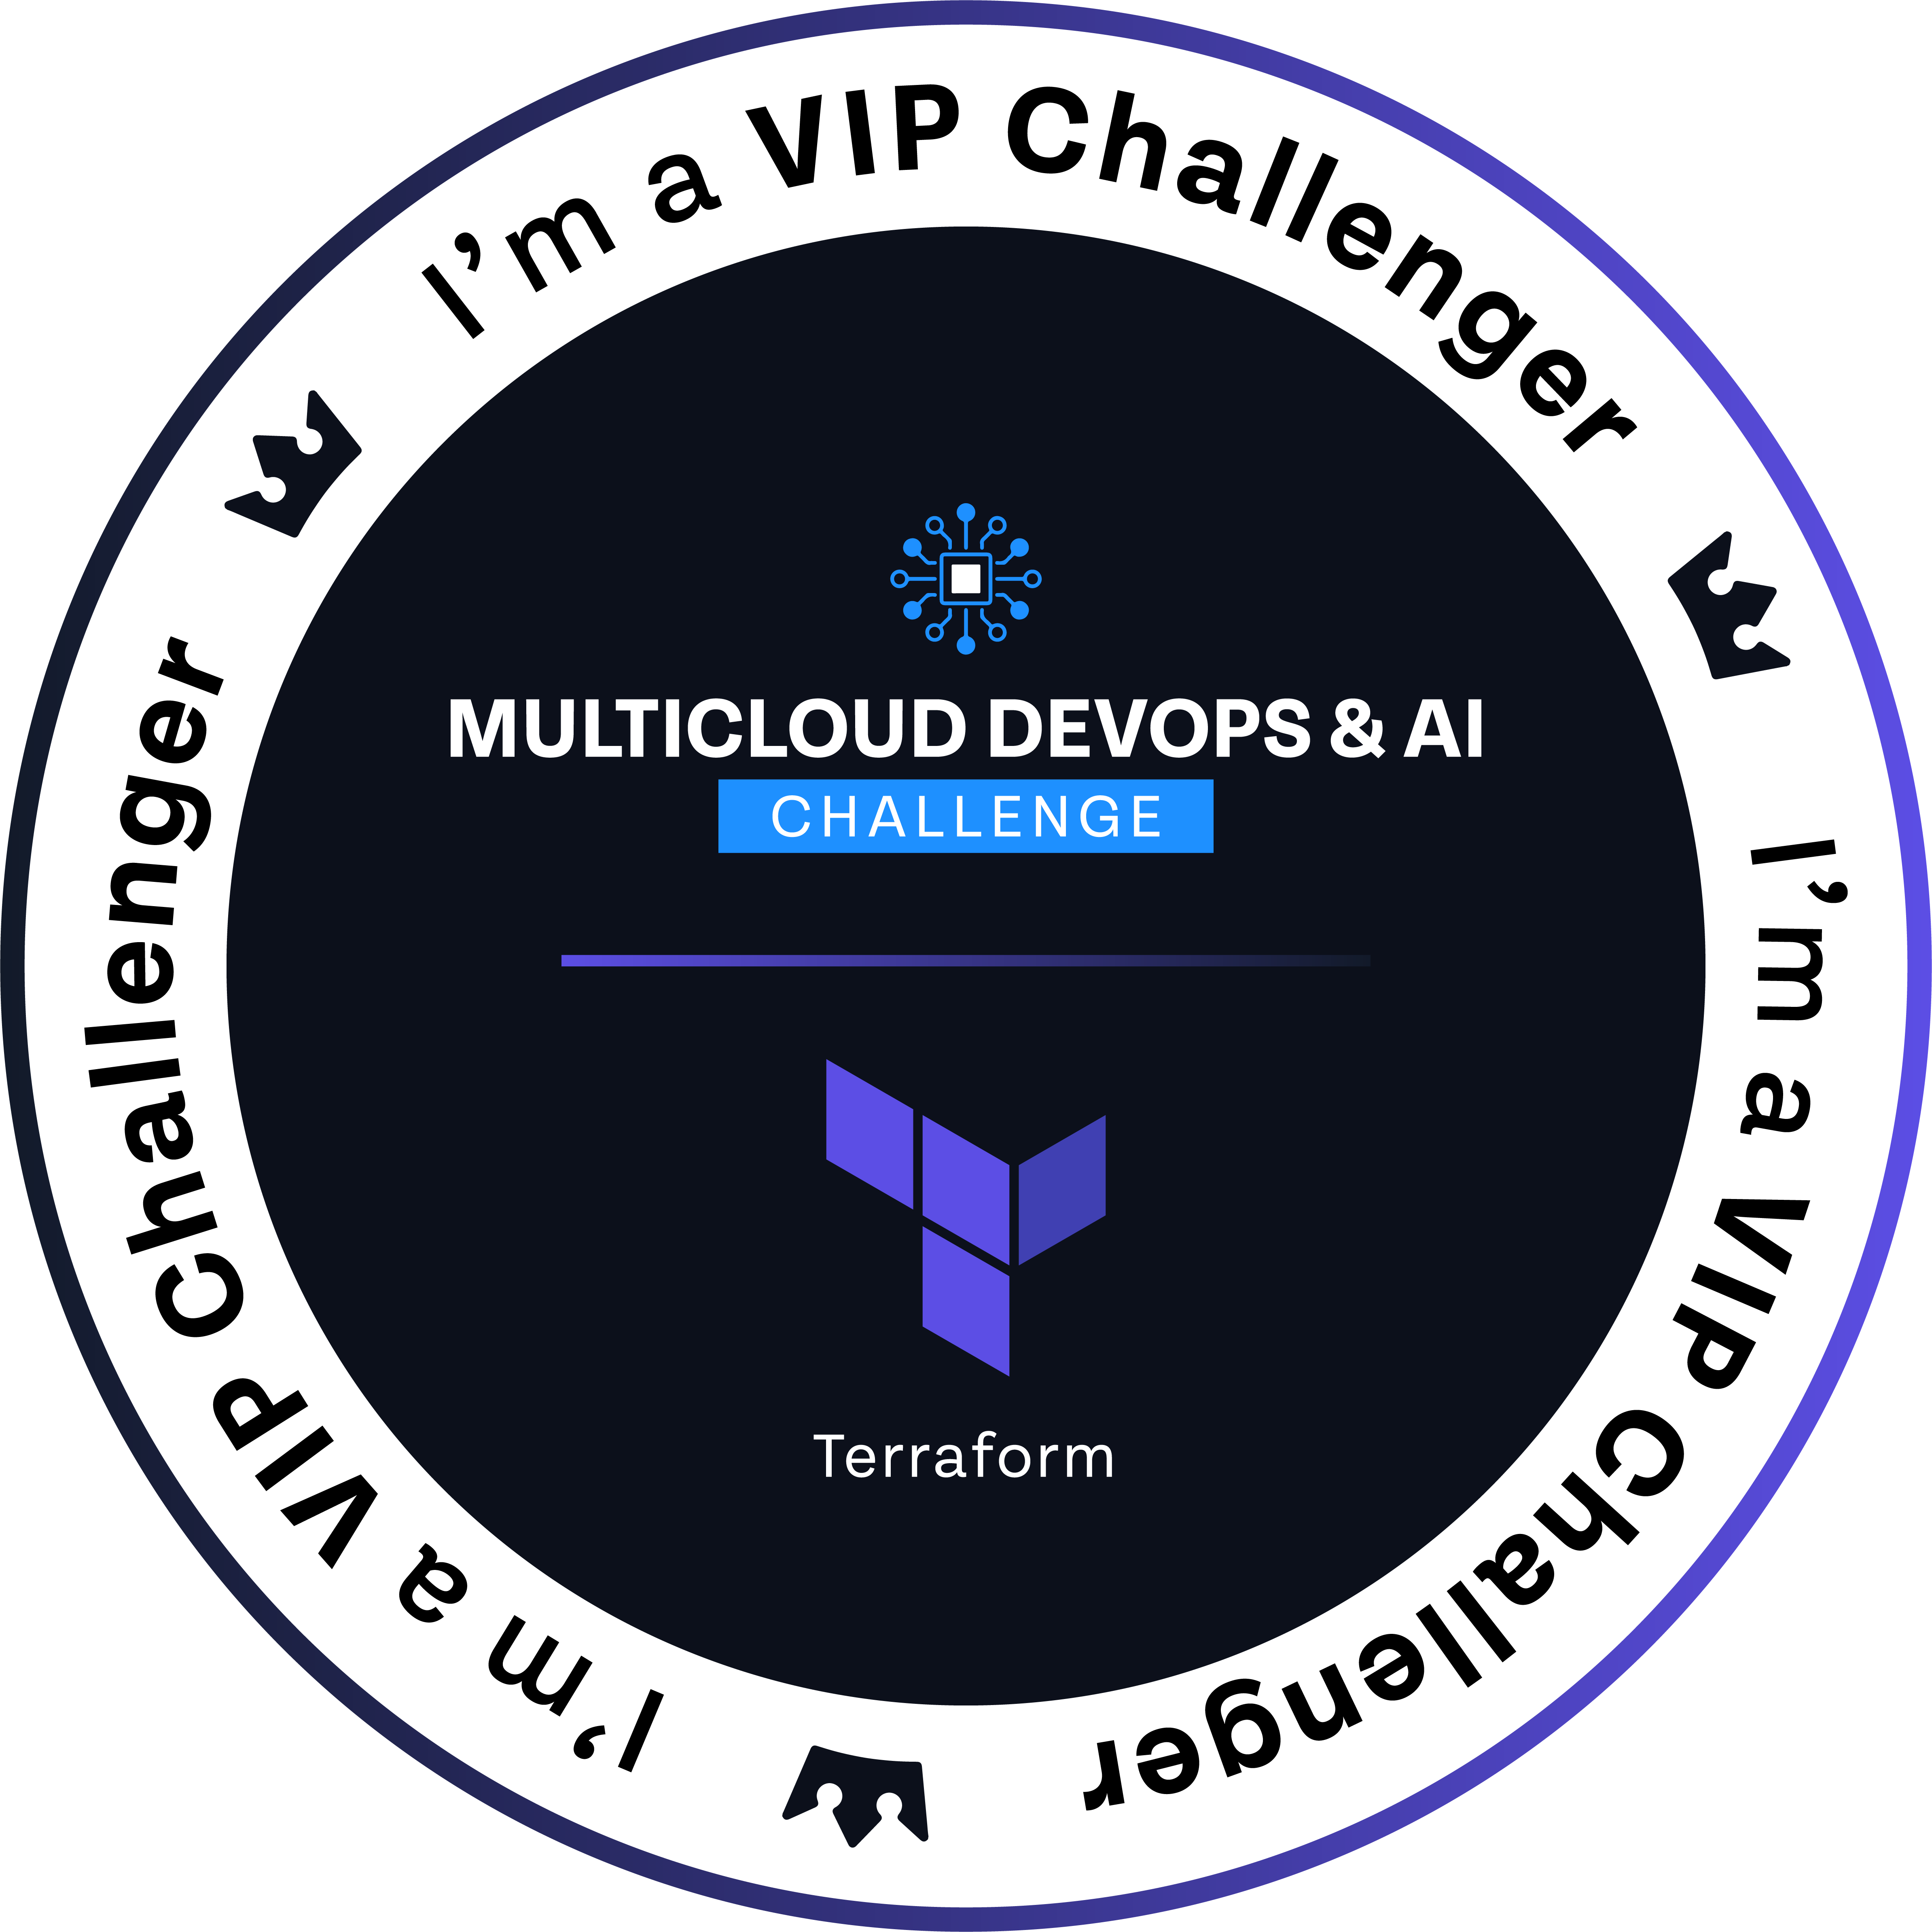 I'm a VIP Challenger
I'm a VIP Challenger
I'm a VIP Challenger
MULTICLOUD DEVOPS & AI
CHALLENGE
Terraform